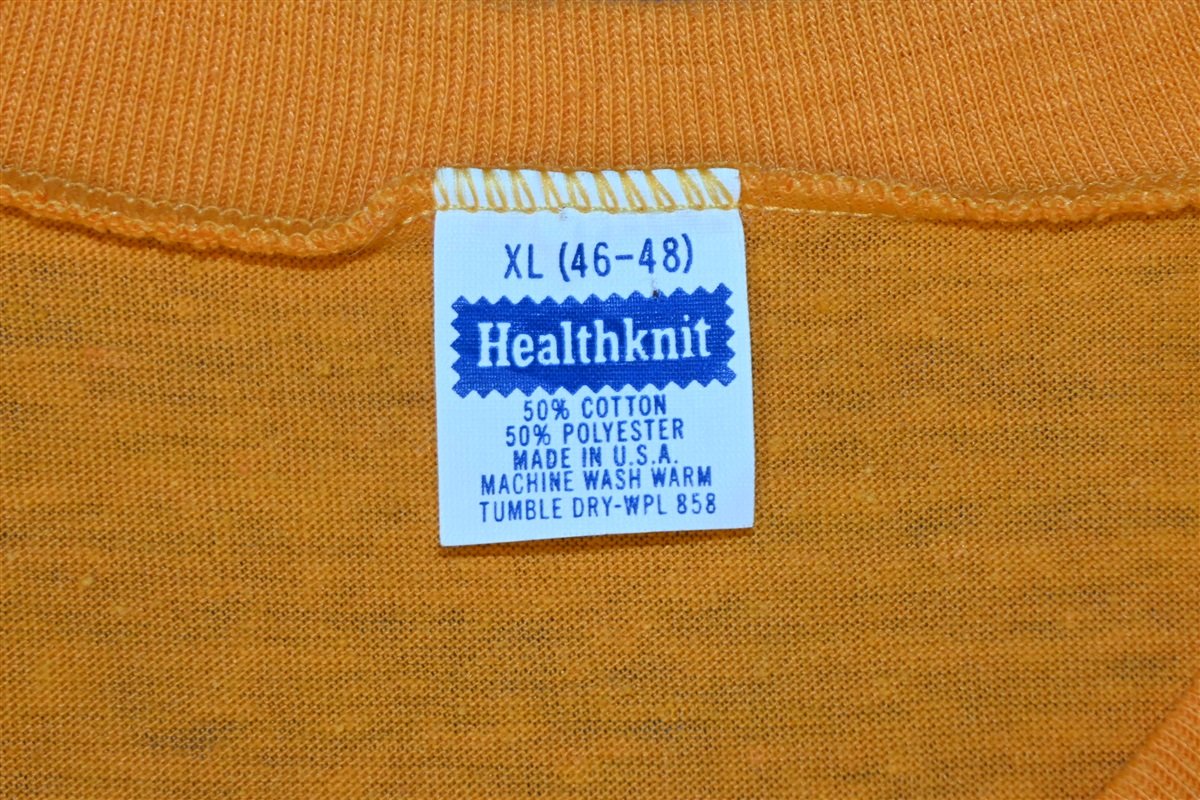 XL (46-48)
Healthknit
50% COTTON
50% POLYESTER
MADE IN U.S.A.
MACHINE WASH WARM
TUMBLE DRY-WPL 858